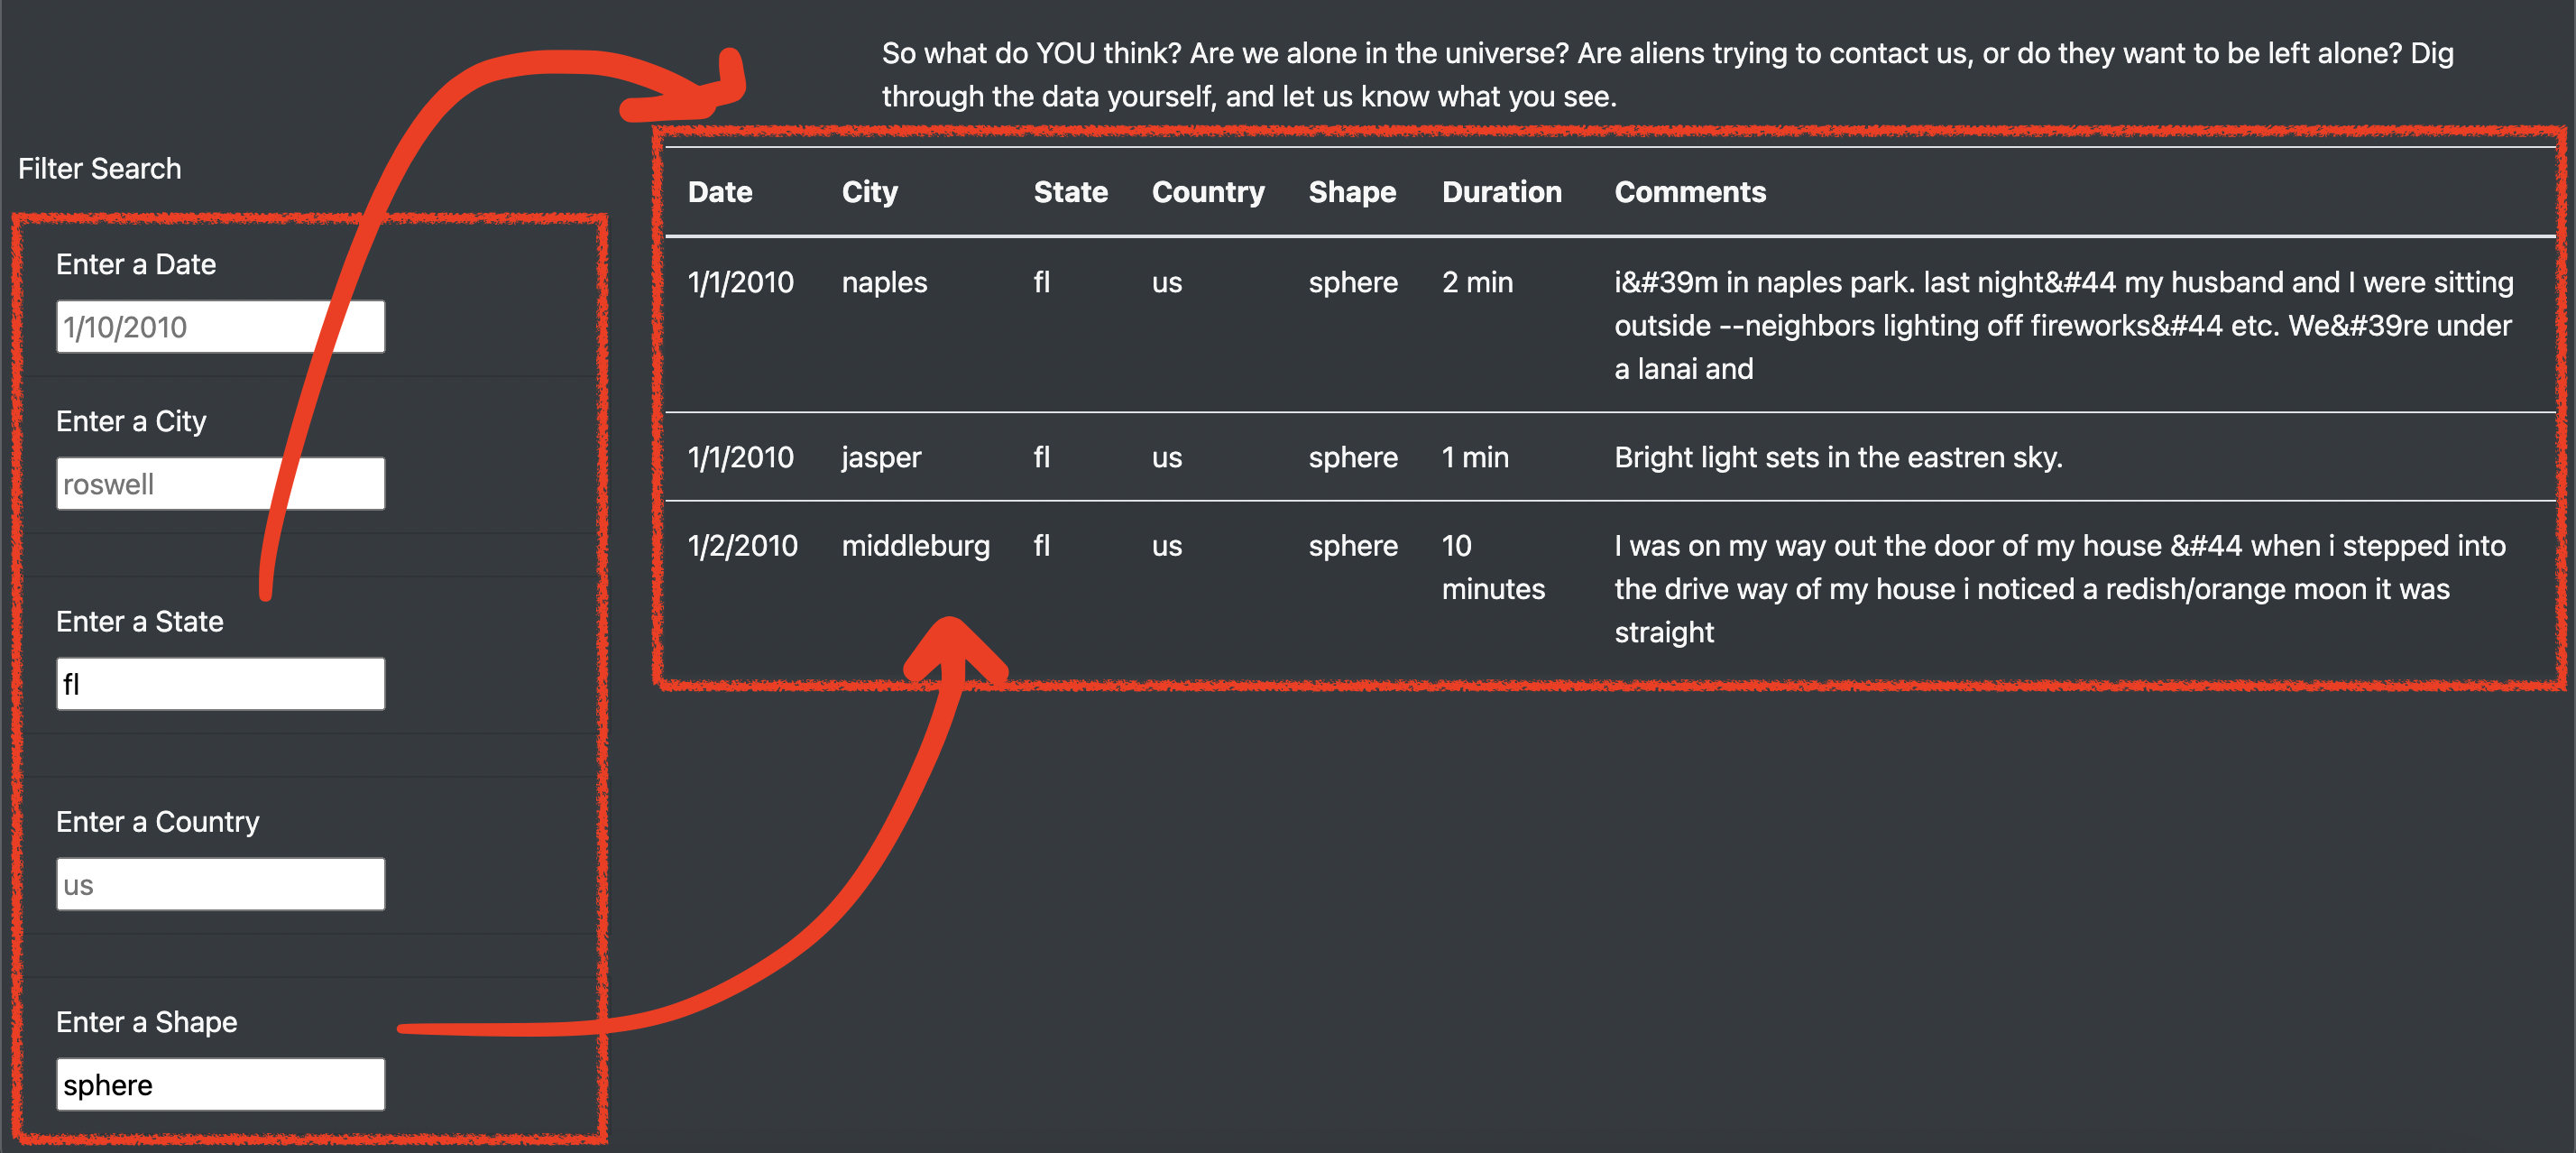 So what do YOU think? Are we alone in the universe? Are aliens trying to contact us, or do they want to be left alone? Dig
through the data yourself, and let us know what you see.
Filter Search
Enter a Date
1/10/2010
Enter a City
roswell
Enter a State
fl
Enter a Country
us
Enter a Shape
sphere
Date City State Country Shape Duration Comments
1/1/2010 naples fl us sphere 2 min i&#39m in naples park. last night&#44 my husband and I were sitting
outside --neighbors lighting off fireworks&#44 etc. We&#39re under
a lanai and
1/1/2010 jasper fl us sphere 1 min Bright light sets in the eastren sky.
1/2/2010 middleburg fl us sphere 10 I was on my way out the door of my house &#44 when i stepped into
minutes the drive way of my house i noticed a redish/orange moon it was
straight